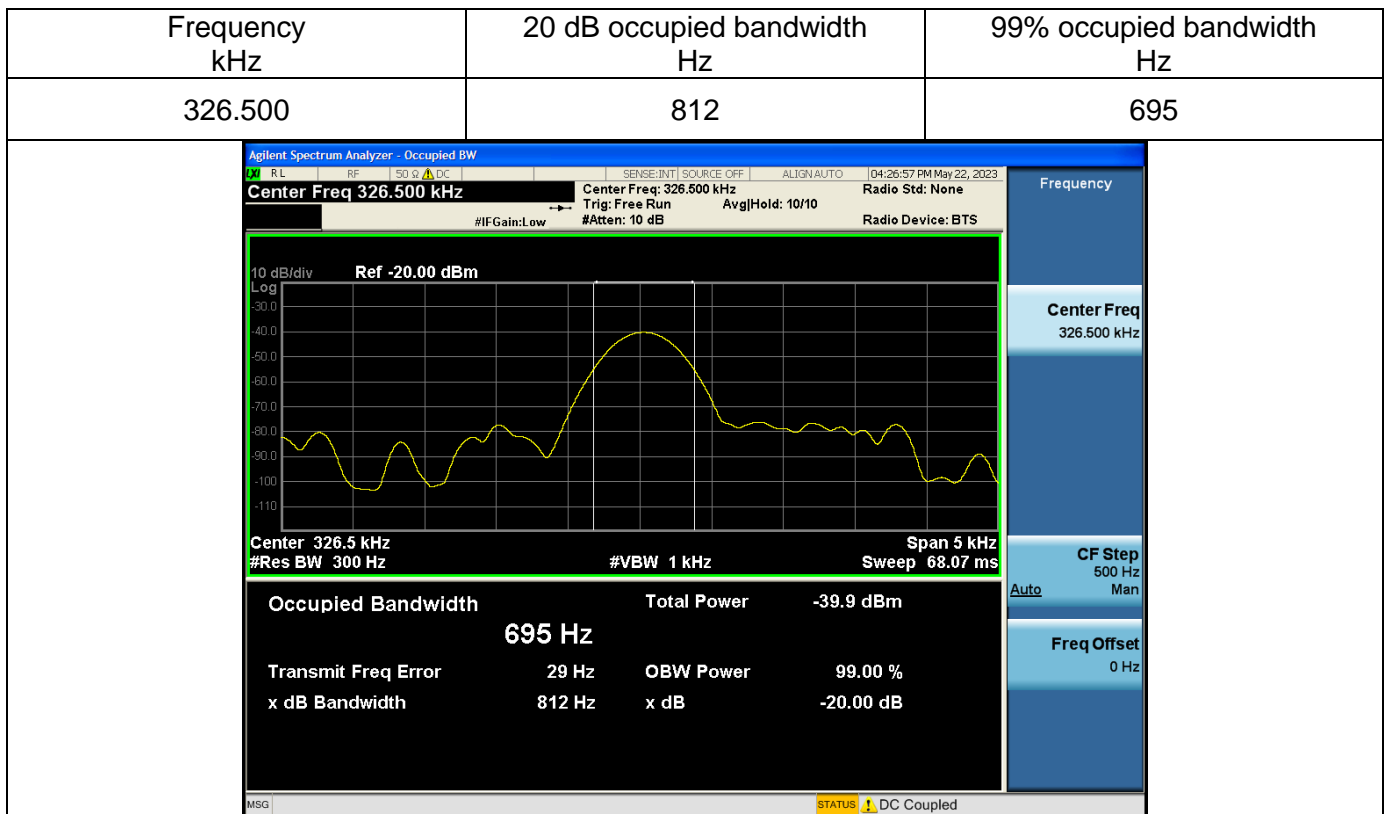 Frequency
kHz
20 dB occupied bandwidth
Hz
99% occupied bandwidth
Hz
326.500
812
695
Agilent Spectrum Analyzer - Occupied BW
LXI RL RF 50 Ω DC SENSE:INT SOURCE OFF ALIGN AUTO 04:26:57 PM May 22, 2023
Center Freq 326.500 kHz
#IFGain:Low
Center Freq: 326.500 kHz
Trig: Free Run Avg|Hold: 10/10
#Atten: 10 dB
Radio Std: None
Radio Device: BTS
10 dB/div Ref -20.00 dBm
Log
-30.0
-40.0
-50.0
-60.0
-70.0
-80.0
-90.0
-100
-110
Center 326.5 kHz Span 5 kHz
#Res BW 300 Hz #VBW 1 kHz Sweep 68.07 ms
Occupied Bandwidth Total Power -39.9 dBm
695 Hz
Transmit Freq Error 29 Hz OBW Power 99.00 %
x dB Bandwidth 812 Hz x dB -20.00 dB
Frequency
Center Freq
326.500 kHz
CF Step
500 Hz
Auto Man
Freq Offset
0 Hz
MSG STATUS DC Coupled